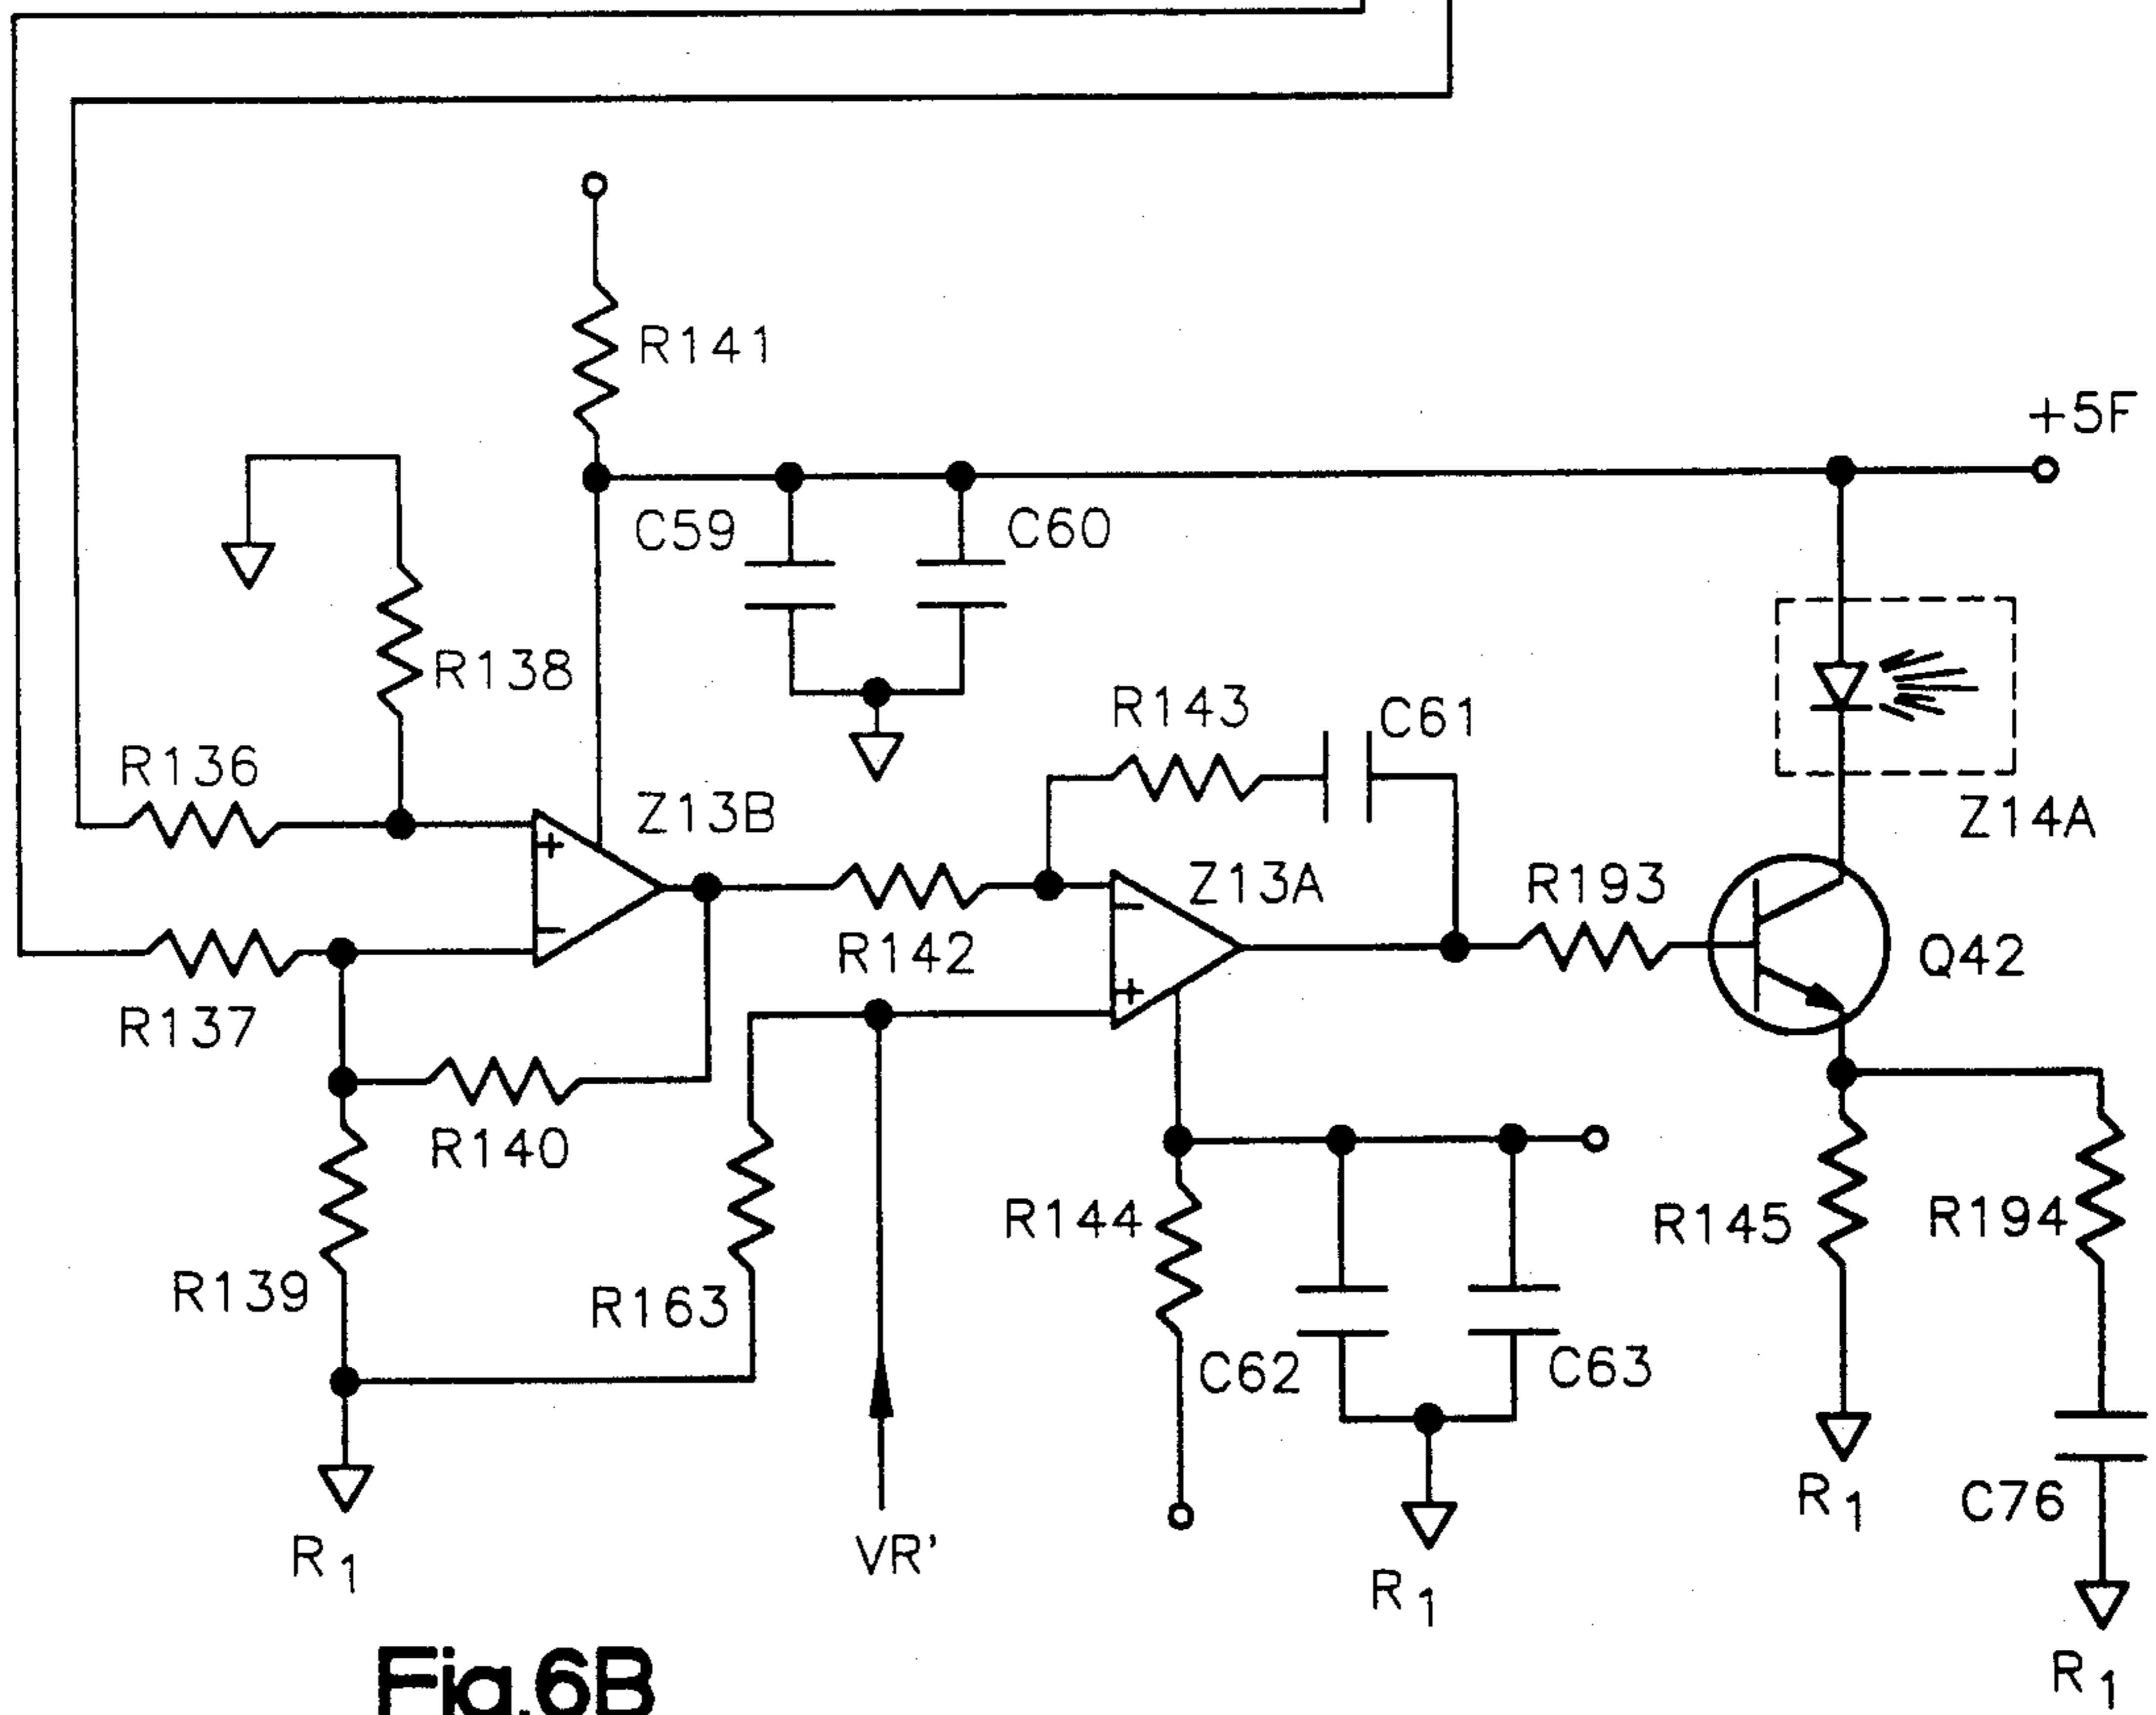 R141
+5F
C59
C60
R138
R143
C61
R136
Z13B
Z14A
Z13A
R193
R142
Q42
R137
R140
R144
R145
R194
R139
R163
C62
C63
R1
VR'
R1
R1
C76
R1
+
−
−
+
Fig.6B